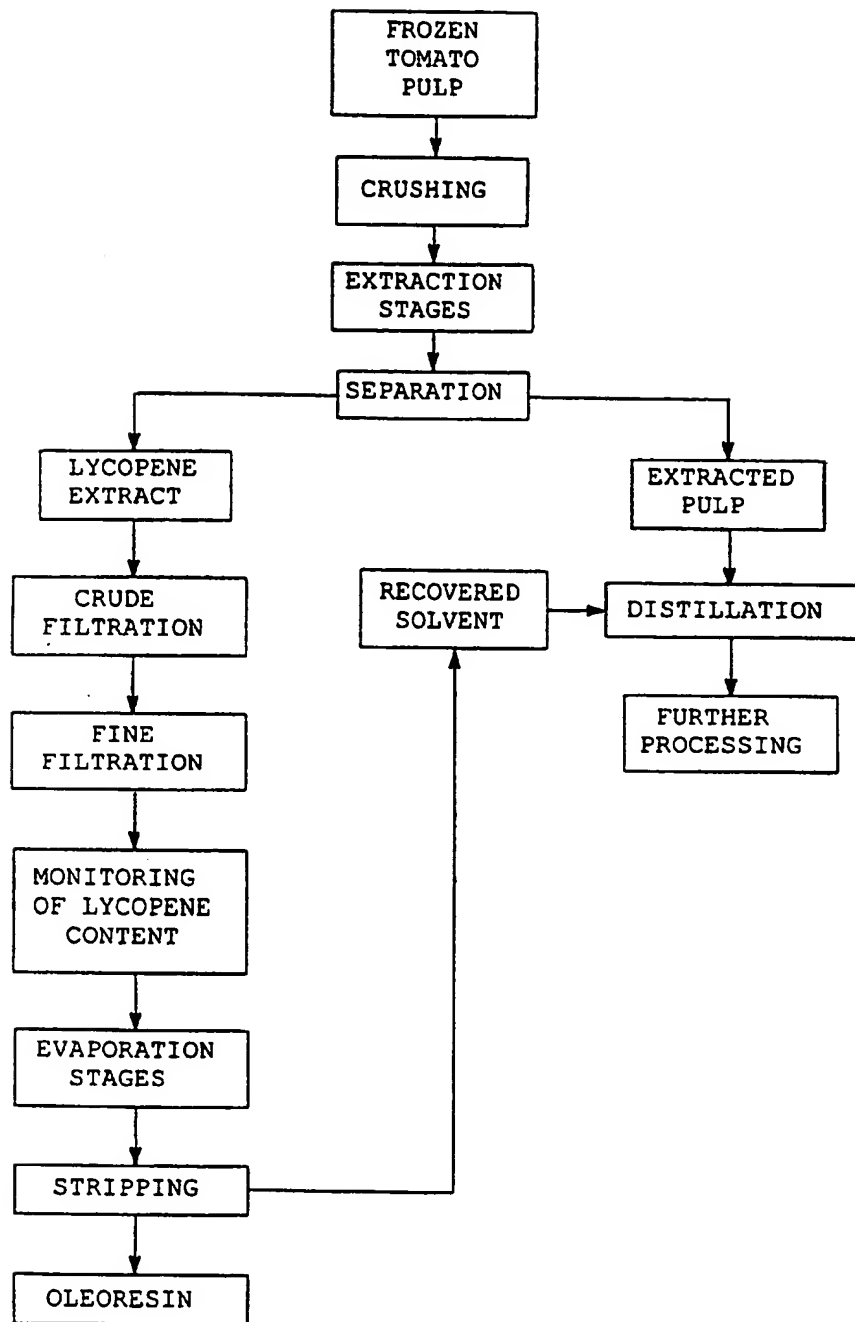 FROZEN
TOMATO
PULP
CRUSHING
EXTRACTION
STAGES
SEPARATION
LYCOPENE
EXTRACT
CRUDE
FILTRATION
FINE
FILTRATION
MONITORING
OF LYCOPENE
CONTENT
EVAPORATION
STAGES
STRIPPING
OLEORESIN
RECOVERED
SOLVENT
EXTRACTED
PULP
DISTILLATION
FURTHER
PROCESSING